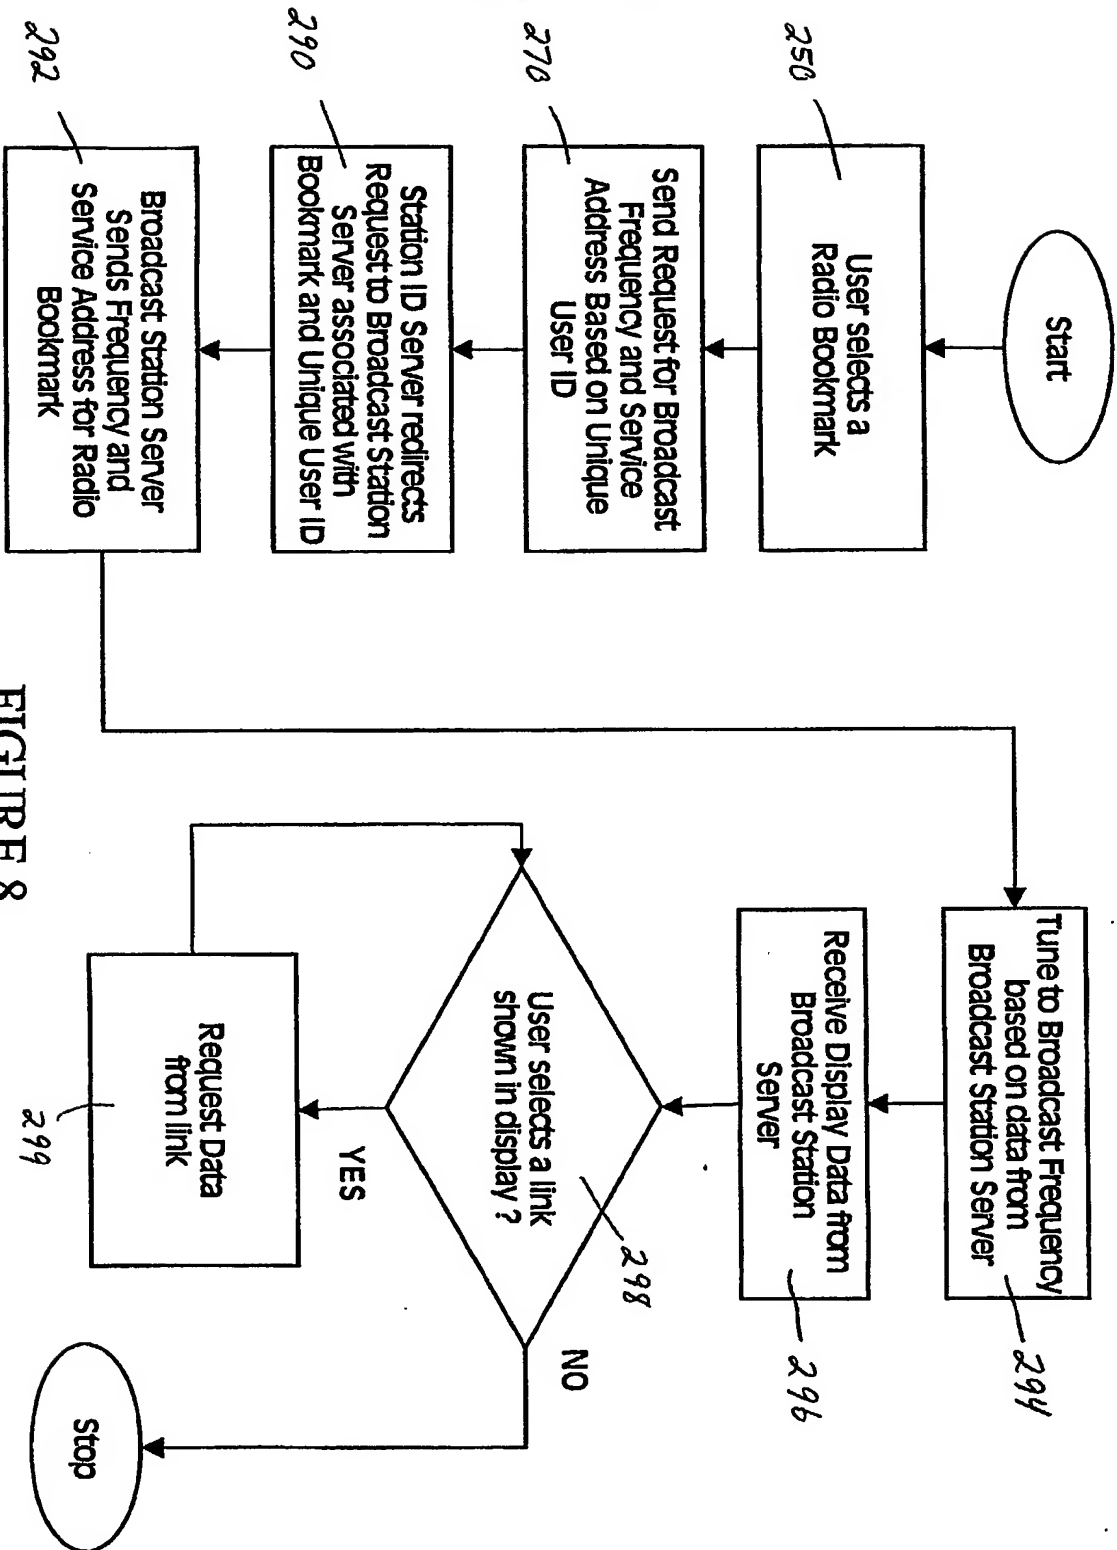 Start
250
User selects a
Radio Bookmark
270
Send Request for Broadcast
Frequency and Service
Address Based on Unique
User ID
290
Station ID Server redirects
Request to Broadcast Station
Server associated with
Bookmark and Unique User ID
292
Broadcast Station Server
Sends Frequency and
Service Address for Radio
Bookmark
Tune to Broadcast Frequency
based on data from
Broadcast Station Server
294
Receive Display Data from
Broadcast Station
Server
296
User selects a link
shown in display ?
298
YES
NO
Request Data
from link
299
Stop
FIGURE 8